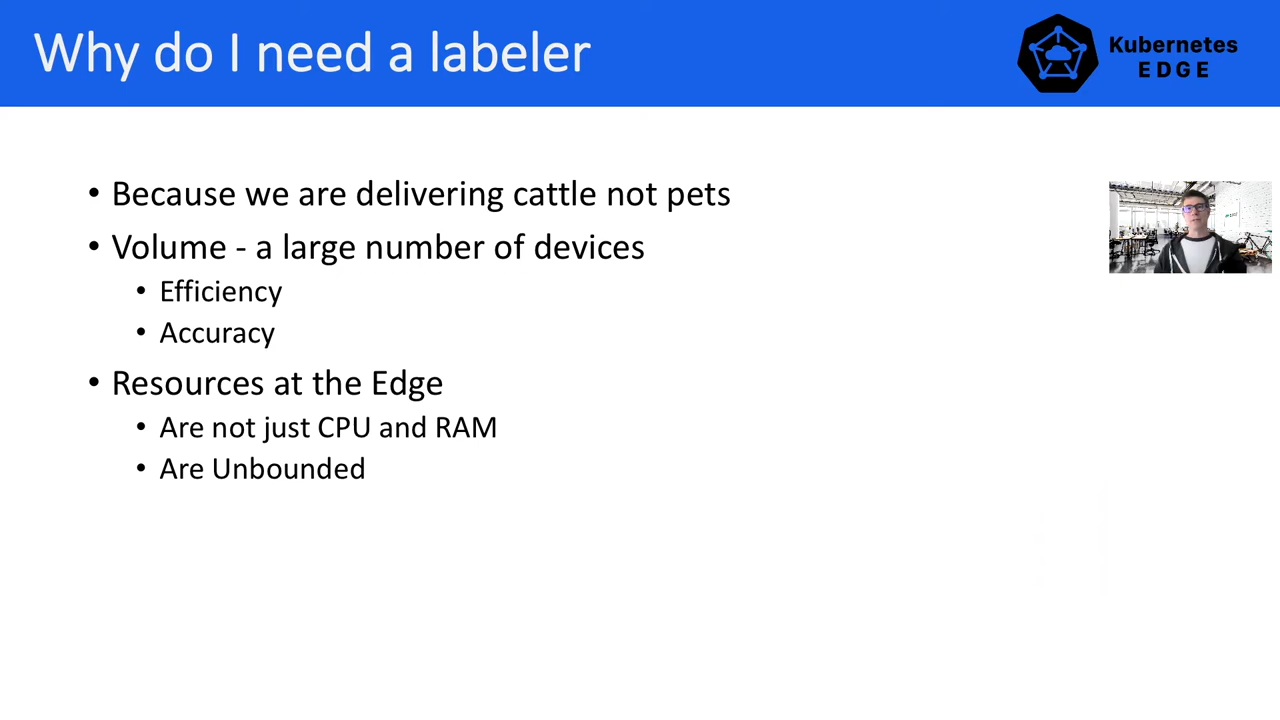 Why do I need a labeler
Kubernetes
EDGE
• Because we are delivering cattle not pets
• Volume - a large number of devices
• Efficiency
• Accuracy
• Resources at the Edge
• Are not just CPU and RAM
• Are Unbounded